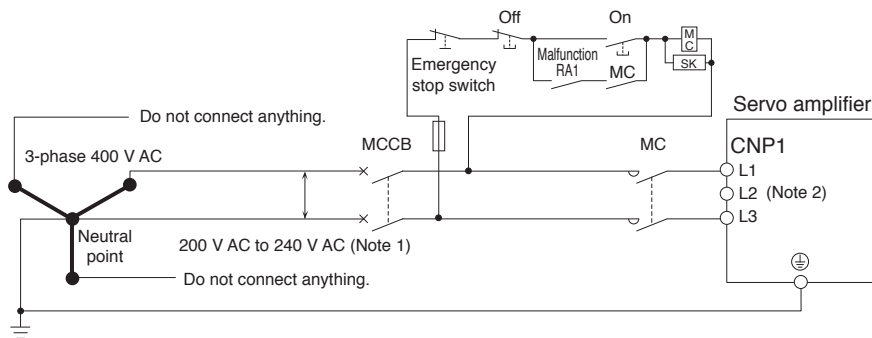 Off
On
Emergency
stop switch
Malfunction
RA1
MC
M
C
SK
Do not connect anything.
Servo amplifier
3-phase 400 V AC
MCCB
MC
CNP1
L1
L2 (Note 2)
L3
Neutral
point
200 V AC to 240 V AC (Note 1)
Do not connect anything.